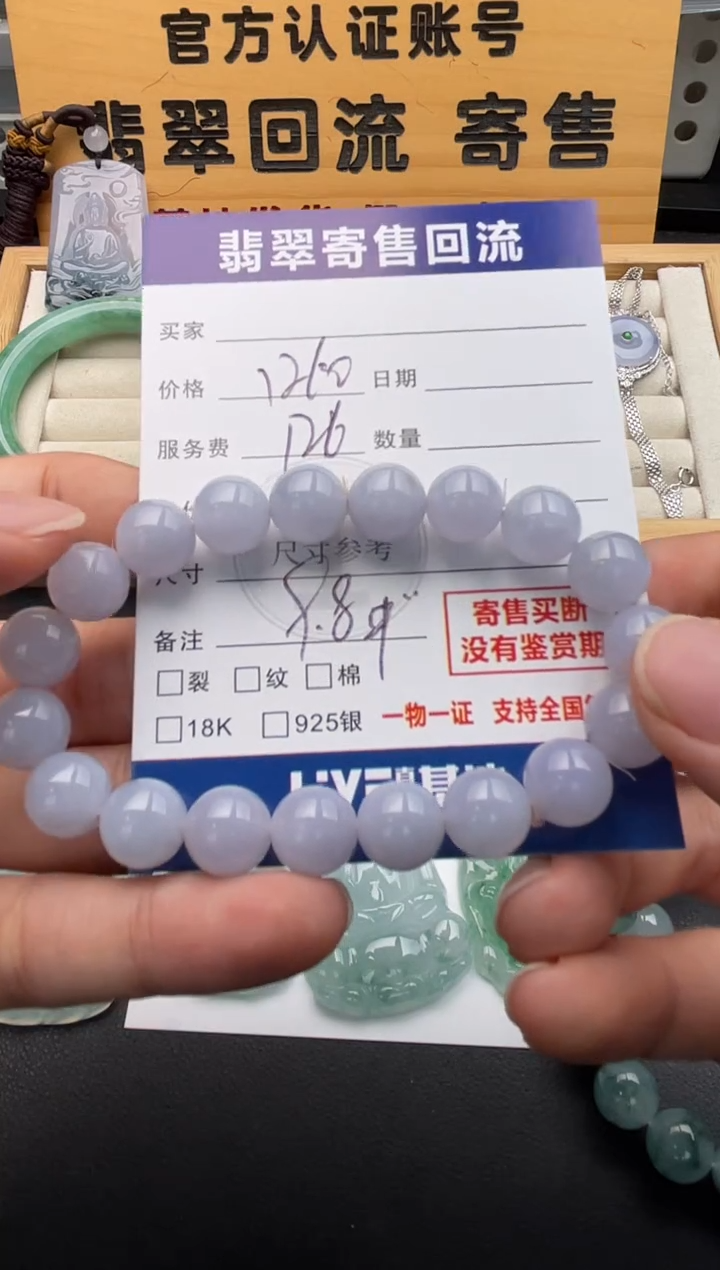 官方认证账号
翡翠回流 寄售
翡翠寄售回流
买家
价格 1260 日期
服务费 126 数量
尺寸参考
尺寸
备注 9.8中
寄售买断
没有鉴赏期
□裂 □纹 □棉
□18K □925银 一物一证 支持全国